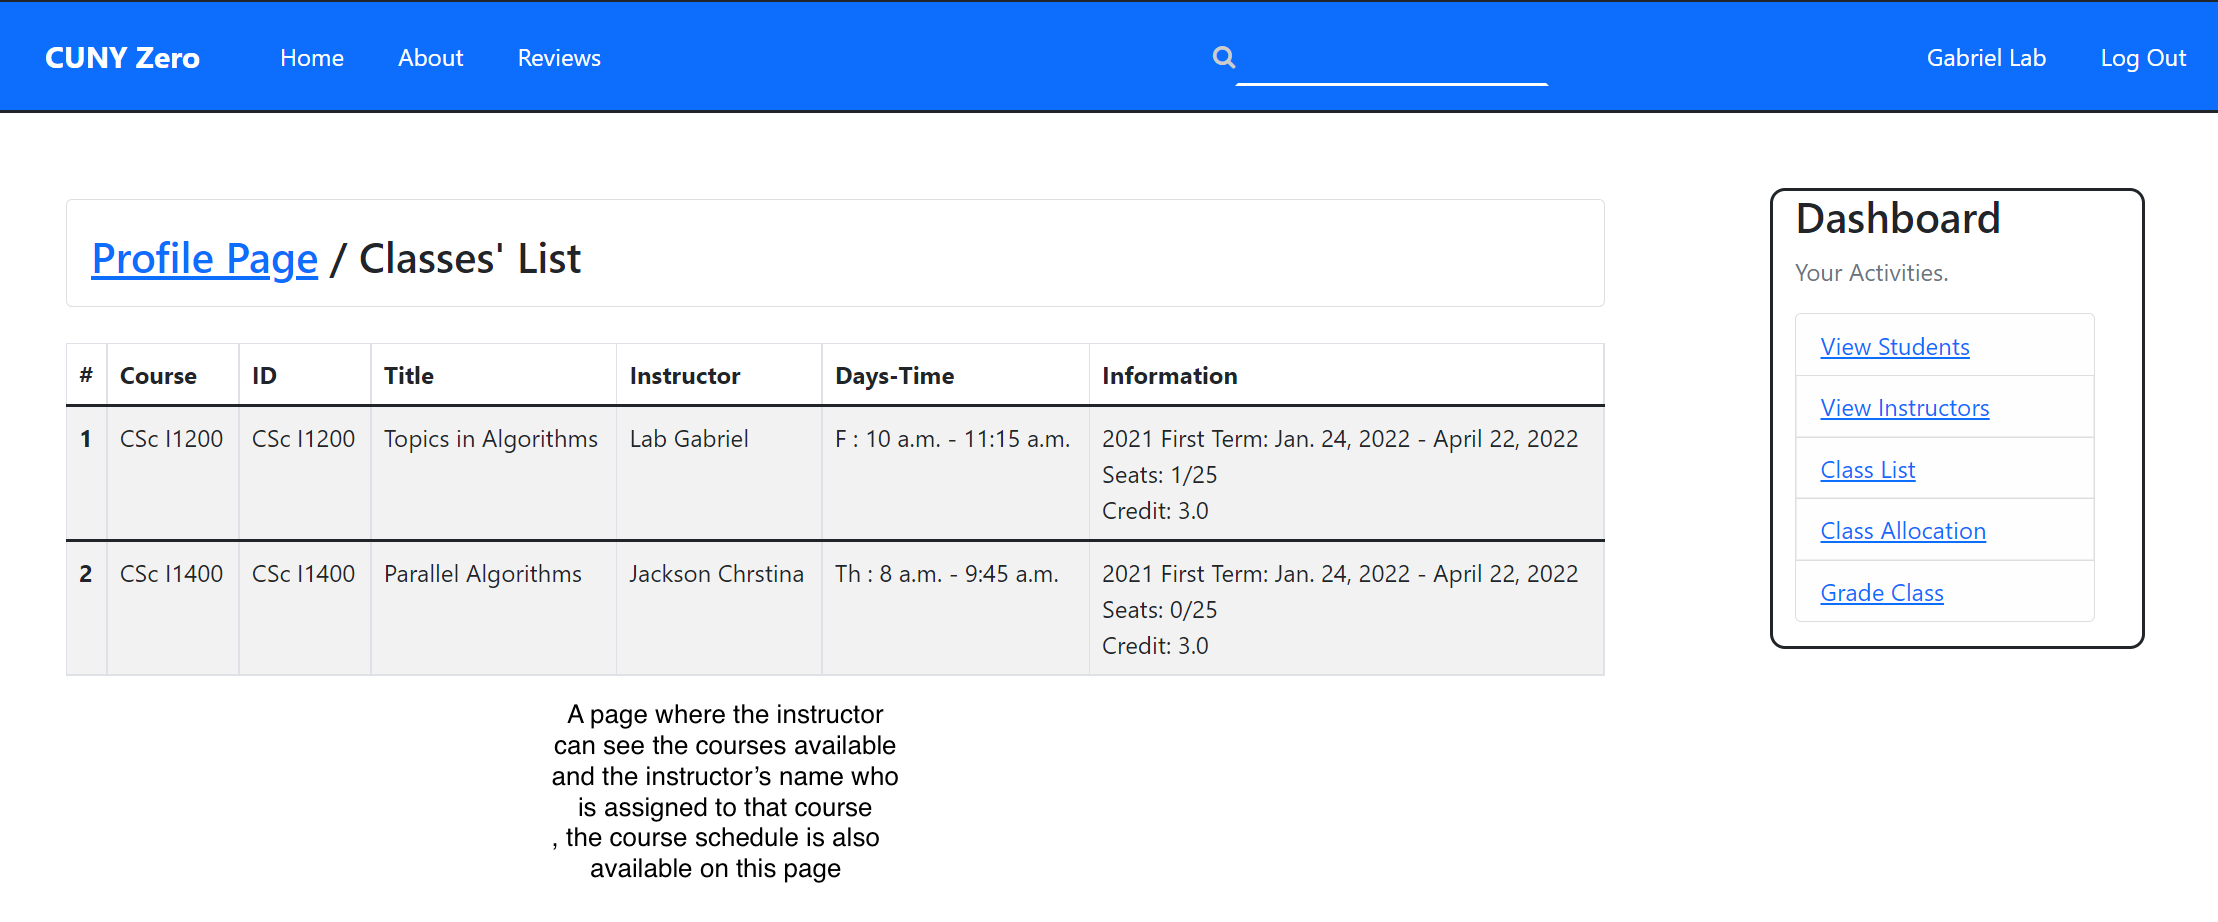 CUNY Zero Home About Reviews Gabriel Lab Log Out
Profile Page / Classes' List
# Course ID Title Instructor Days-Time Information
1 CSc I1200 CSc I1200 Topics in Algorithms Lab Gabriel F : 10 a.m. - 11:15 a.m. 2021 First Term: Jan. 24, 2022 - April 22, 2022
Seats: 1/25
Credit: 3.0
2 CSc I1400 CSc I1400 Parallel Algorithms Jackson Chrstina Th : 8 a.m. - 9:45 a.m. 2021 First Term: Jan. 24, 2022 - April 22, 2022
Seats: 0/25
Credit: 3.0
A page where the instructor
can see the courses available
and the instructor’s name who
is assigned to that course
, the course schedule is also
available on this page
Dashboard
Your Activities.
View Students
View Instructors
Class List
Class Allocation
Grade Class